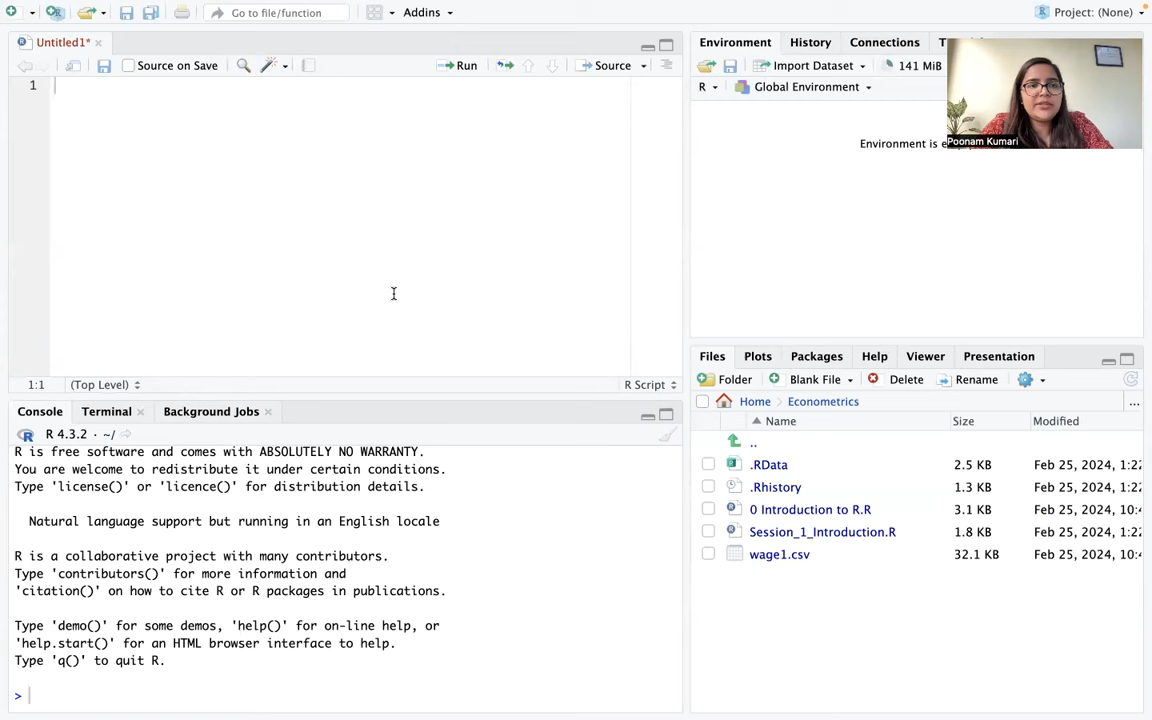 Go to file/function
Addins
Project: (None)
Untitled1*
Source on Save
Run
Source
1
1:1
(Top Level)
R Script
Console
Terminal
Background Jobs
R 4.3.2 · ~/
R is free software and comes with ABSOLUTELY NO WARRANTY.
You are welcome to redistribute it under certain conditions.
Type 'license()' or 'licence()' for distribution details.
Natural language support but running in an English locale
R is a collaborative project with many contributors.
Type 'contributors()' for more information and
'citation()' on how to cite R or R packages in publications.
Type 'demo()' for some demos, 'help()' for on-line help, or
'help.start()' for an HTML browser interface to help.
Type 'q()' to quit R.
>
Environment
History
Connections
Import Dataset
141 MiB
R
Global Environment
Environment is
Poonam Kumari
Files
Plots
Packages
Help
Viewer
Presentation
Folder
Blank File
Delete
Rename
Home
Econometrics
...
Name
Size
Modified
..
.RData
2.5 KB
Feb 25, 2024, 1:22
.Rhistory
1.3 KB
Feb 25, 2024, 1:22
0 Introduction to R.R
3.1 KB
Feb 25, 2024, 10:4
Session_1_Introduction.R
1.8 KB
Feb 25, 2024, 1:22
wage1.csv
32.1 KB
Feb 25, 2024, 10:4